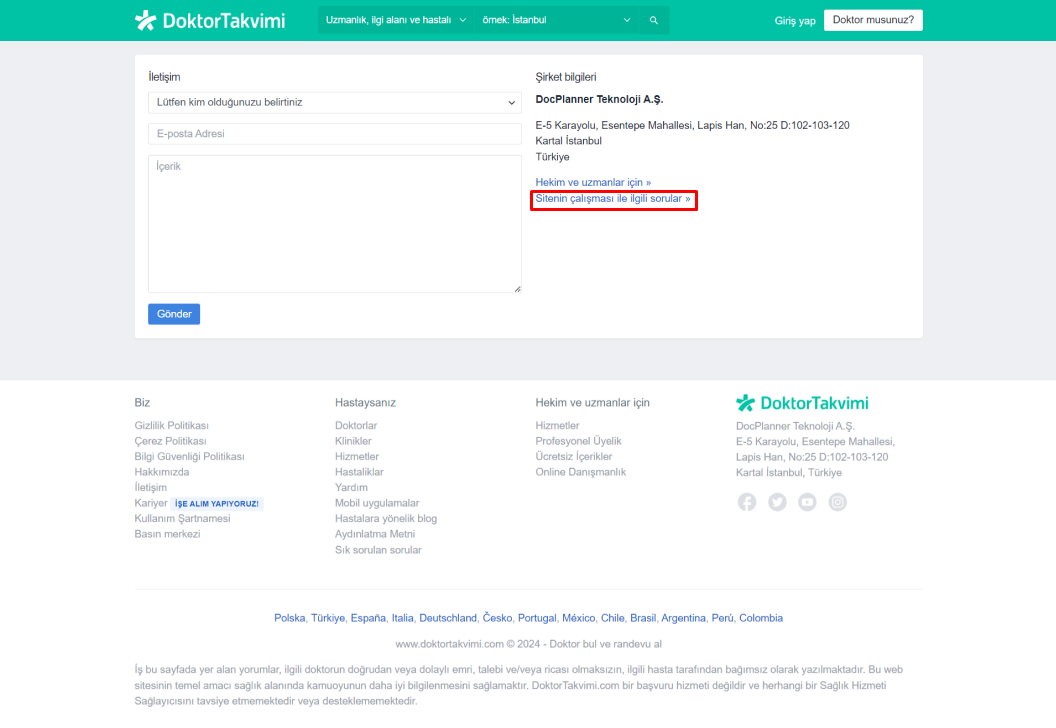 DoktorTakvimi
Uzmanlık, ilgi alanı ve hastalı
örnek: İstanbul
Giriş yap
Doktor musunuz?
İletişim
Lütfen kim olduğunuzu belirtiniz
E-posta Adresi
İçerik
Gönder
Şirket bilgileri
DocPlanner Teknoloji A.Ş.
E-5 Karayolu, Esentepe Mahallesi, Lapis Han, No:25 D:102-103-120
Kartal İstanbul
Türkiye
Hekim ve uzmanlar için »
Sitenin çalışması ile ilgili sorular »
Biz
Gizlilik Politikası
Çerez Politikası
Bilgi Güvenliği Politikası
Hakkımızda
İletişim
Kariyer İŞE ALIM YAPIYORUZ!
Kullanım Şartnamesi
Basın merkezi
Hastaysanız
Doktorlar
Klinikler
Hizmetler
Hastalıklar
Yardım
Mobil uygulamalar
Hastalara yönelik blog
Aydınlatma Metni
Sık sorulan sorular
Hekim ve uzmanlar için
Hizmetler
Profesyonel Üyelik
Ücretsiz İçerikler
Online Danışmanlık
DoktorTakvimi
DocPlanner Teknoloji A.Ş.
E-5 Karayolu, Esentepe Mahallesi,
Lapis Han, No:25 D:102-103-120
Kartal İstanbul, Türkiye
Polska, Türkiye, España, Italia, Deutschland, Česko, Portugal, México, Chile, Brasil, Argentina, Perú, Colombia
www.doktortakvimi.com © 2024 - Doktor bul ve randevu al
İş bu sayfada yer alan yorumlar, ilgili doktorun doğrudan veya dolaylı emri, talebi ve/veya ricası olmaksızın, ilgili hasta tarafından bağımsız olarak yazılmaktadır. Bu web
sitesinin temel amacı sağlık alanında kamuoyunun daha iyi bilgilenmesini sağlamaktır. DoktorTakvimi.com bir başvuru hizmeti değildir ve herhangi bir Sağlık Hizmeti
Sağlayıcısını tavsiye etmemektedir veya desteklememektedir.